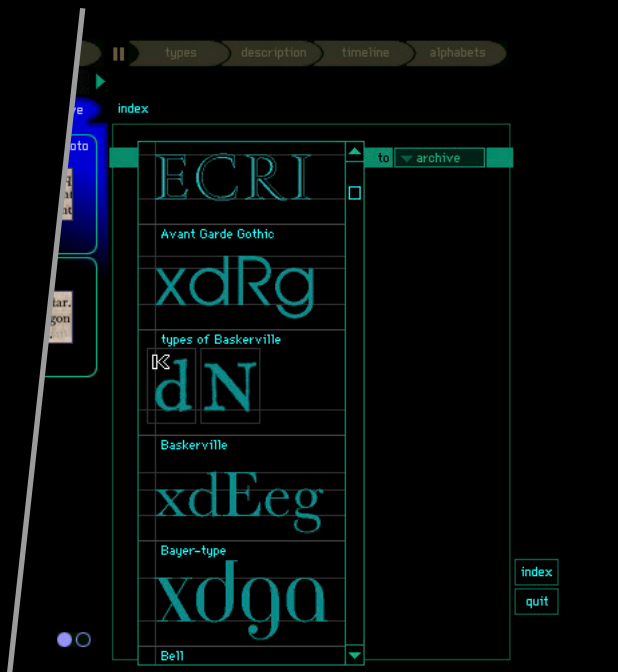 types description timeline alphabets
index
to archive
ECRI
Avant Garde Gothic
xdRg
types of Baskerville
d N
Baskerville
xdEeg
Bayer-type
xdga
Bell
index
quit